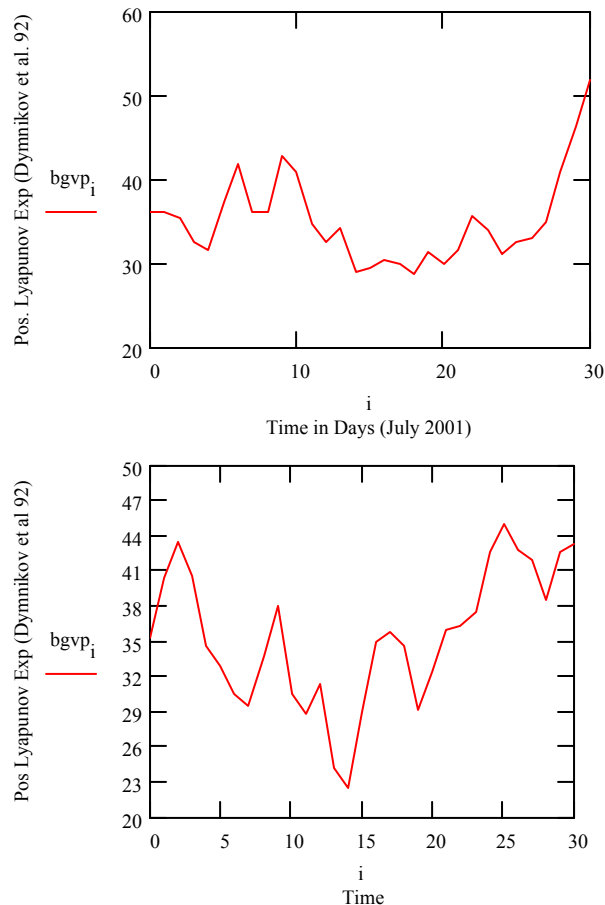 Pos. Lyapunov Exp (Dymnikov et al. 92)
bgvp i
60
50
40
30
20
0 10 20 30
i
Time in Days (July 2001)
Pos Lyapunov Exp (Dymnikov et al 92)
bgvp i
50
47
44
41
38
35
32
29
26
23
20
0 5 10 15 20 25 30
i
Time